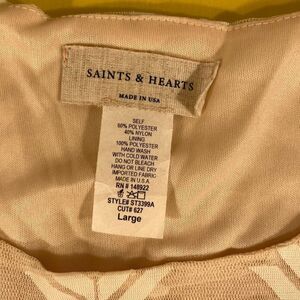 SAINTS & HEARTS
MADE IN USA
SELF
60% POLYESTER
40% NYLON
LINING
100% POLYESTER
HAND WASH
WITH COLD WATER
DO NOT BLEACH
HANG OR LINE DRY
IMPORTED FABRIC
MADE IN U.S.A.
RN # 148922
STYLE# ST3399A
CUT# 627
Large